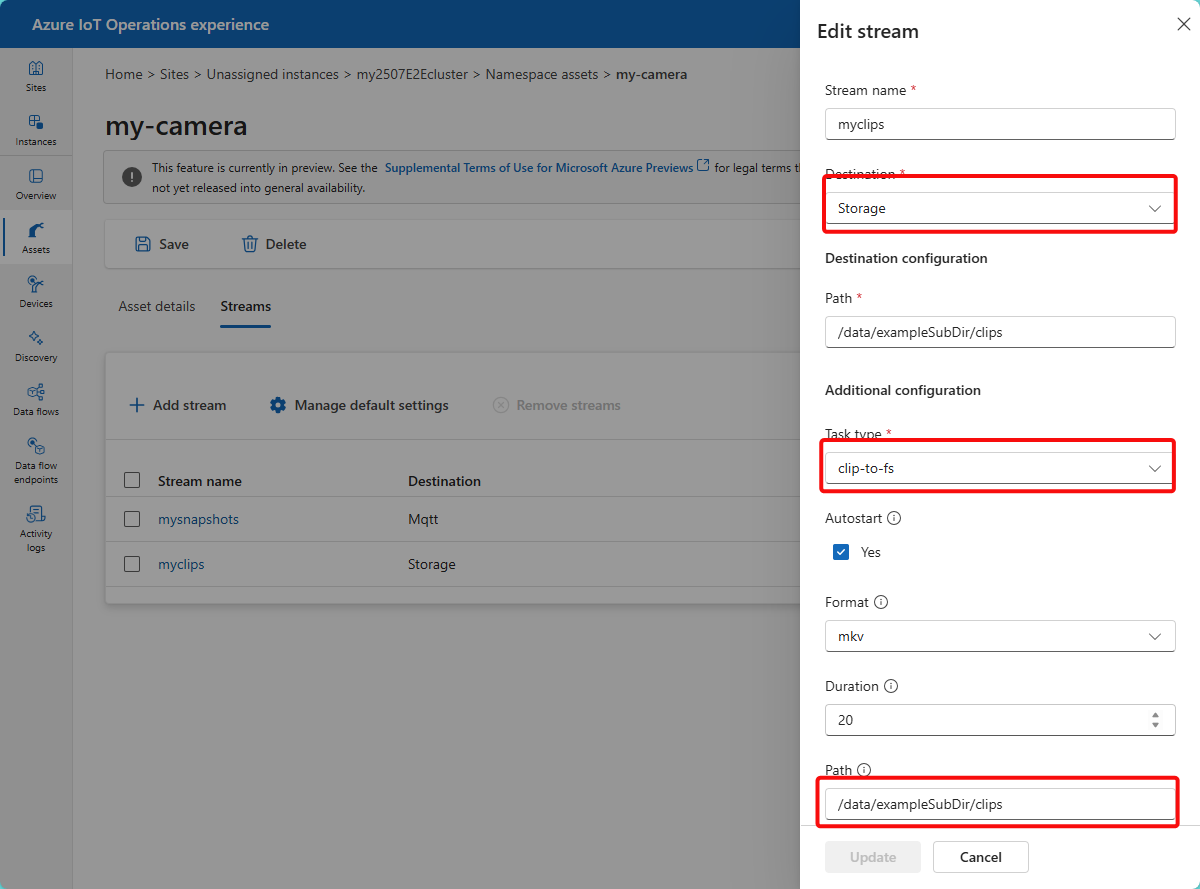 Azure IoT Operations experience
Sites
Instances
Overview
Assets
Devices
Discovery
Data flows
Data flow
endpoints
Activity
logs
Home > Sites > Unassigned instances > my2507E2Ecluster > Namespace assets > my-camera
my-camera
This feature is currently in preview. See the Supplemental Terms of Use for Microsoft Azure Previews for legal terms
not yet released into general availability.
Save Delete
Asset details Streams
Add stream Manage default settings Remove streams
Stream name Destination
mysnapshots Mqtt
myclips Storage
Edit stream
Stream name *
myclips
Destination *
Storage
Destination configuration
Path *
/data/exampleSubDir/clips
Additional configuration
Task type *
clip-to-fs
Autostart
Yes
Format
mkv
Duration
20
Path
/data/exampleSubDir/clips
Update Cancel